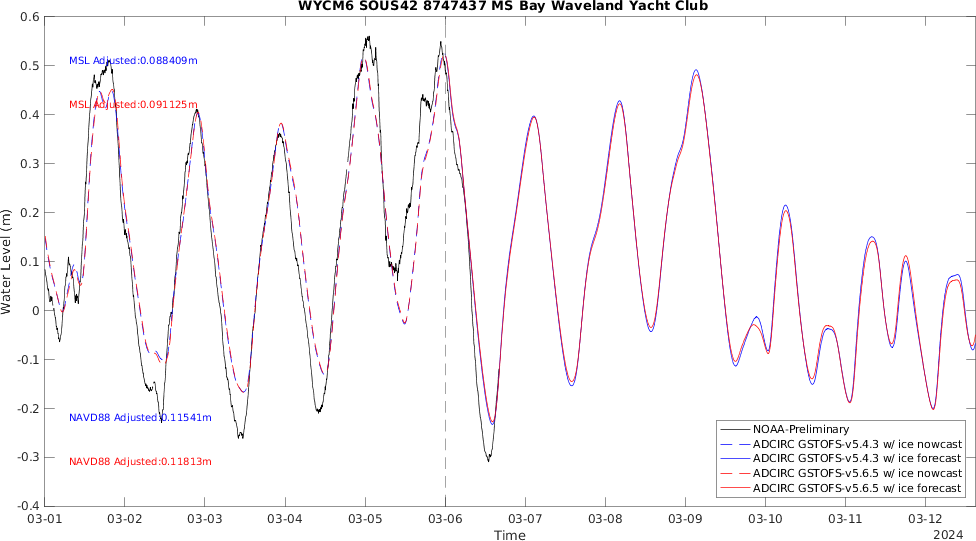 WYCM6 SOUS42 8747437 MS Bay Waveland Yacht Club
0.6
0.5
0.4
0.3
0.2
0.1
0
-0.1
-0.2
-0.3
-0.4
Water Level (m)
MSL Adjusted:0.088409m
MSL Adjusted:0.091125m
NAVD88 Adjusted:0.11541m
NAVD88 Adjusted:0.11813m
NOAA-Preliminary
ADCIRC GSTOFS-v5.4.3 w/ ice nowcast
ADCIRC GSTOFS-v5.4.3 w/ ice forecast
ADCIRC GSTOFS-v5.6.5 w/ ice nowcast
ADCIRC GSTOFS-v5.6.5 w/ ice forecast
03-01 03-02 03-03 03-04 03-05 03-06 03-07 03-08 03-09 03-10 03-11 03-12
Time
2024